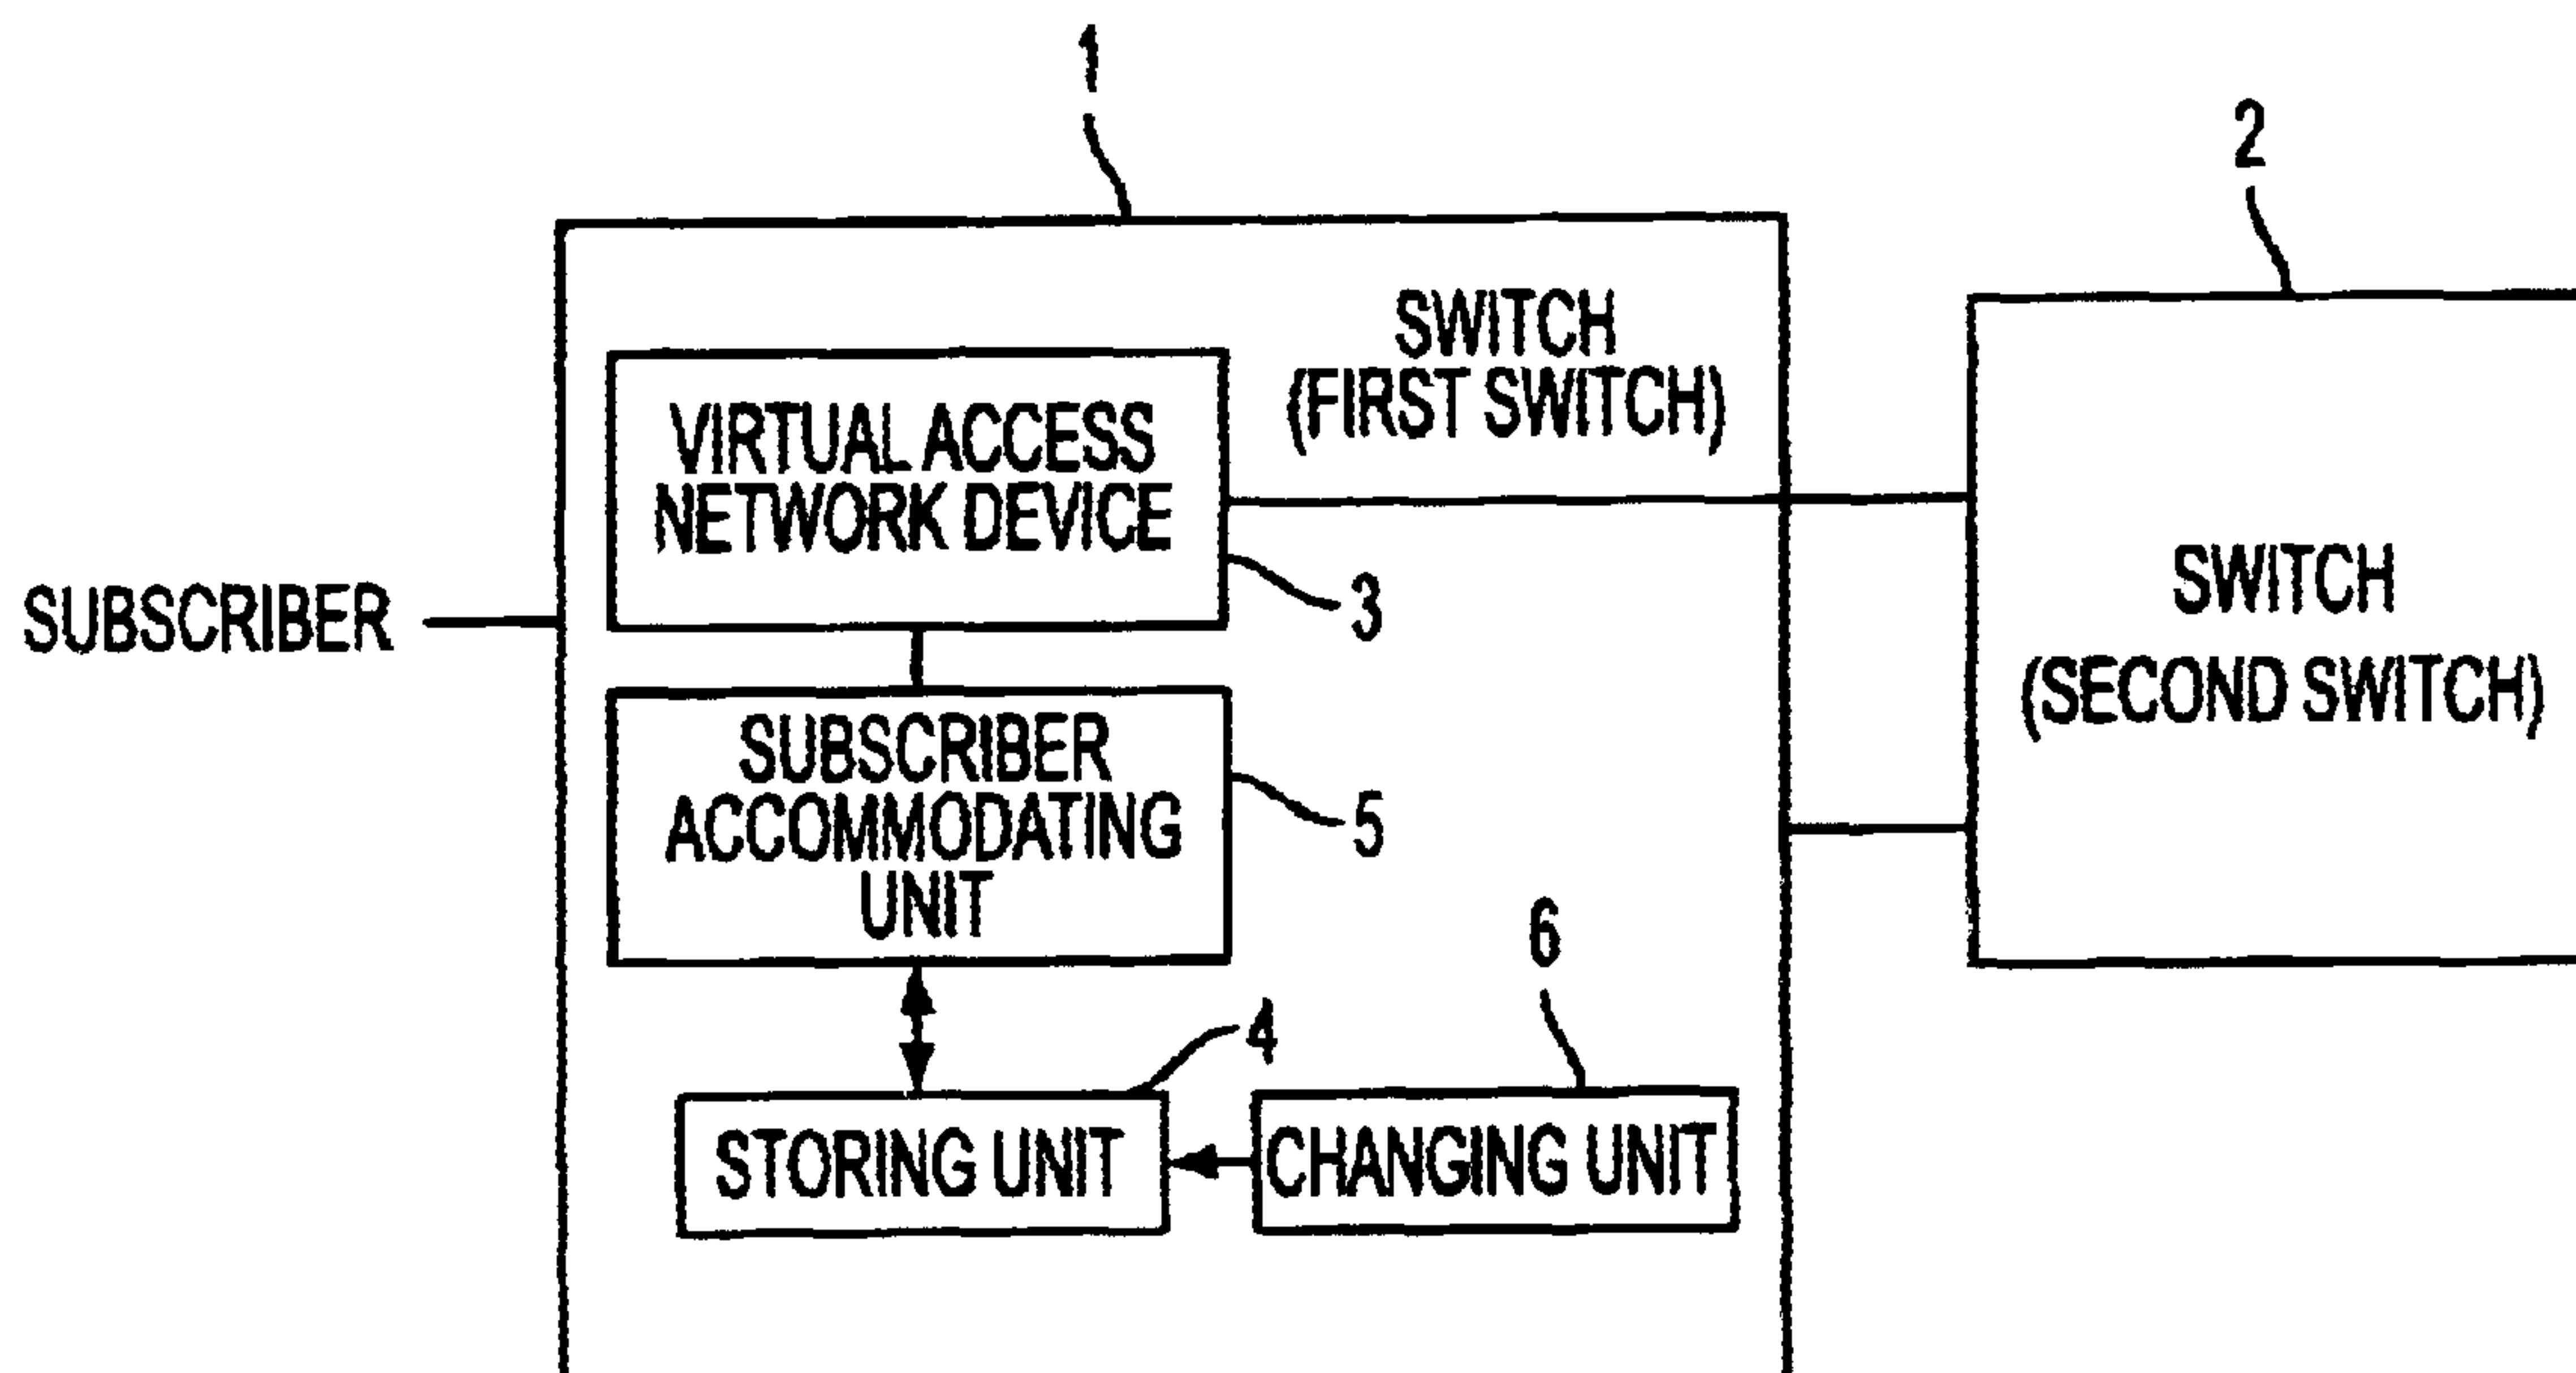 1
2
SWITCH
(FIRST SWITCH)
VIRTUAL ACCESS
NETWORK DEVICE
3
SUBSCRIBER
SWITCH
(SECOND SWITCH)
SUBSCRIBER
ACCOMMODATING
UNIT
5
6
4
STORING UNIT
CHANGING UNIT